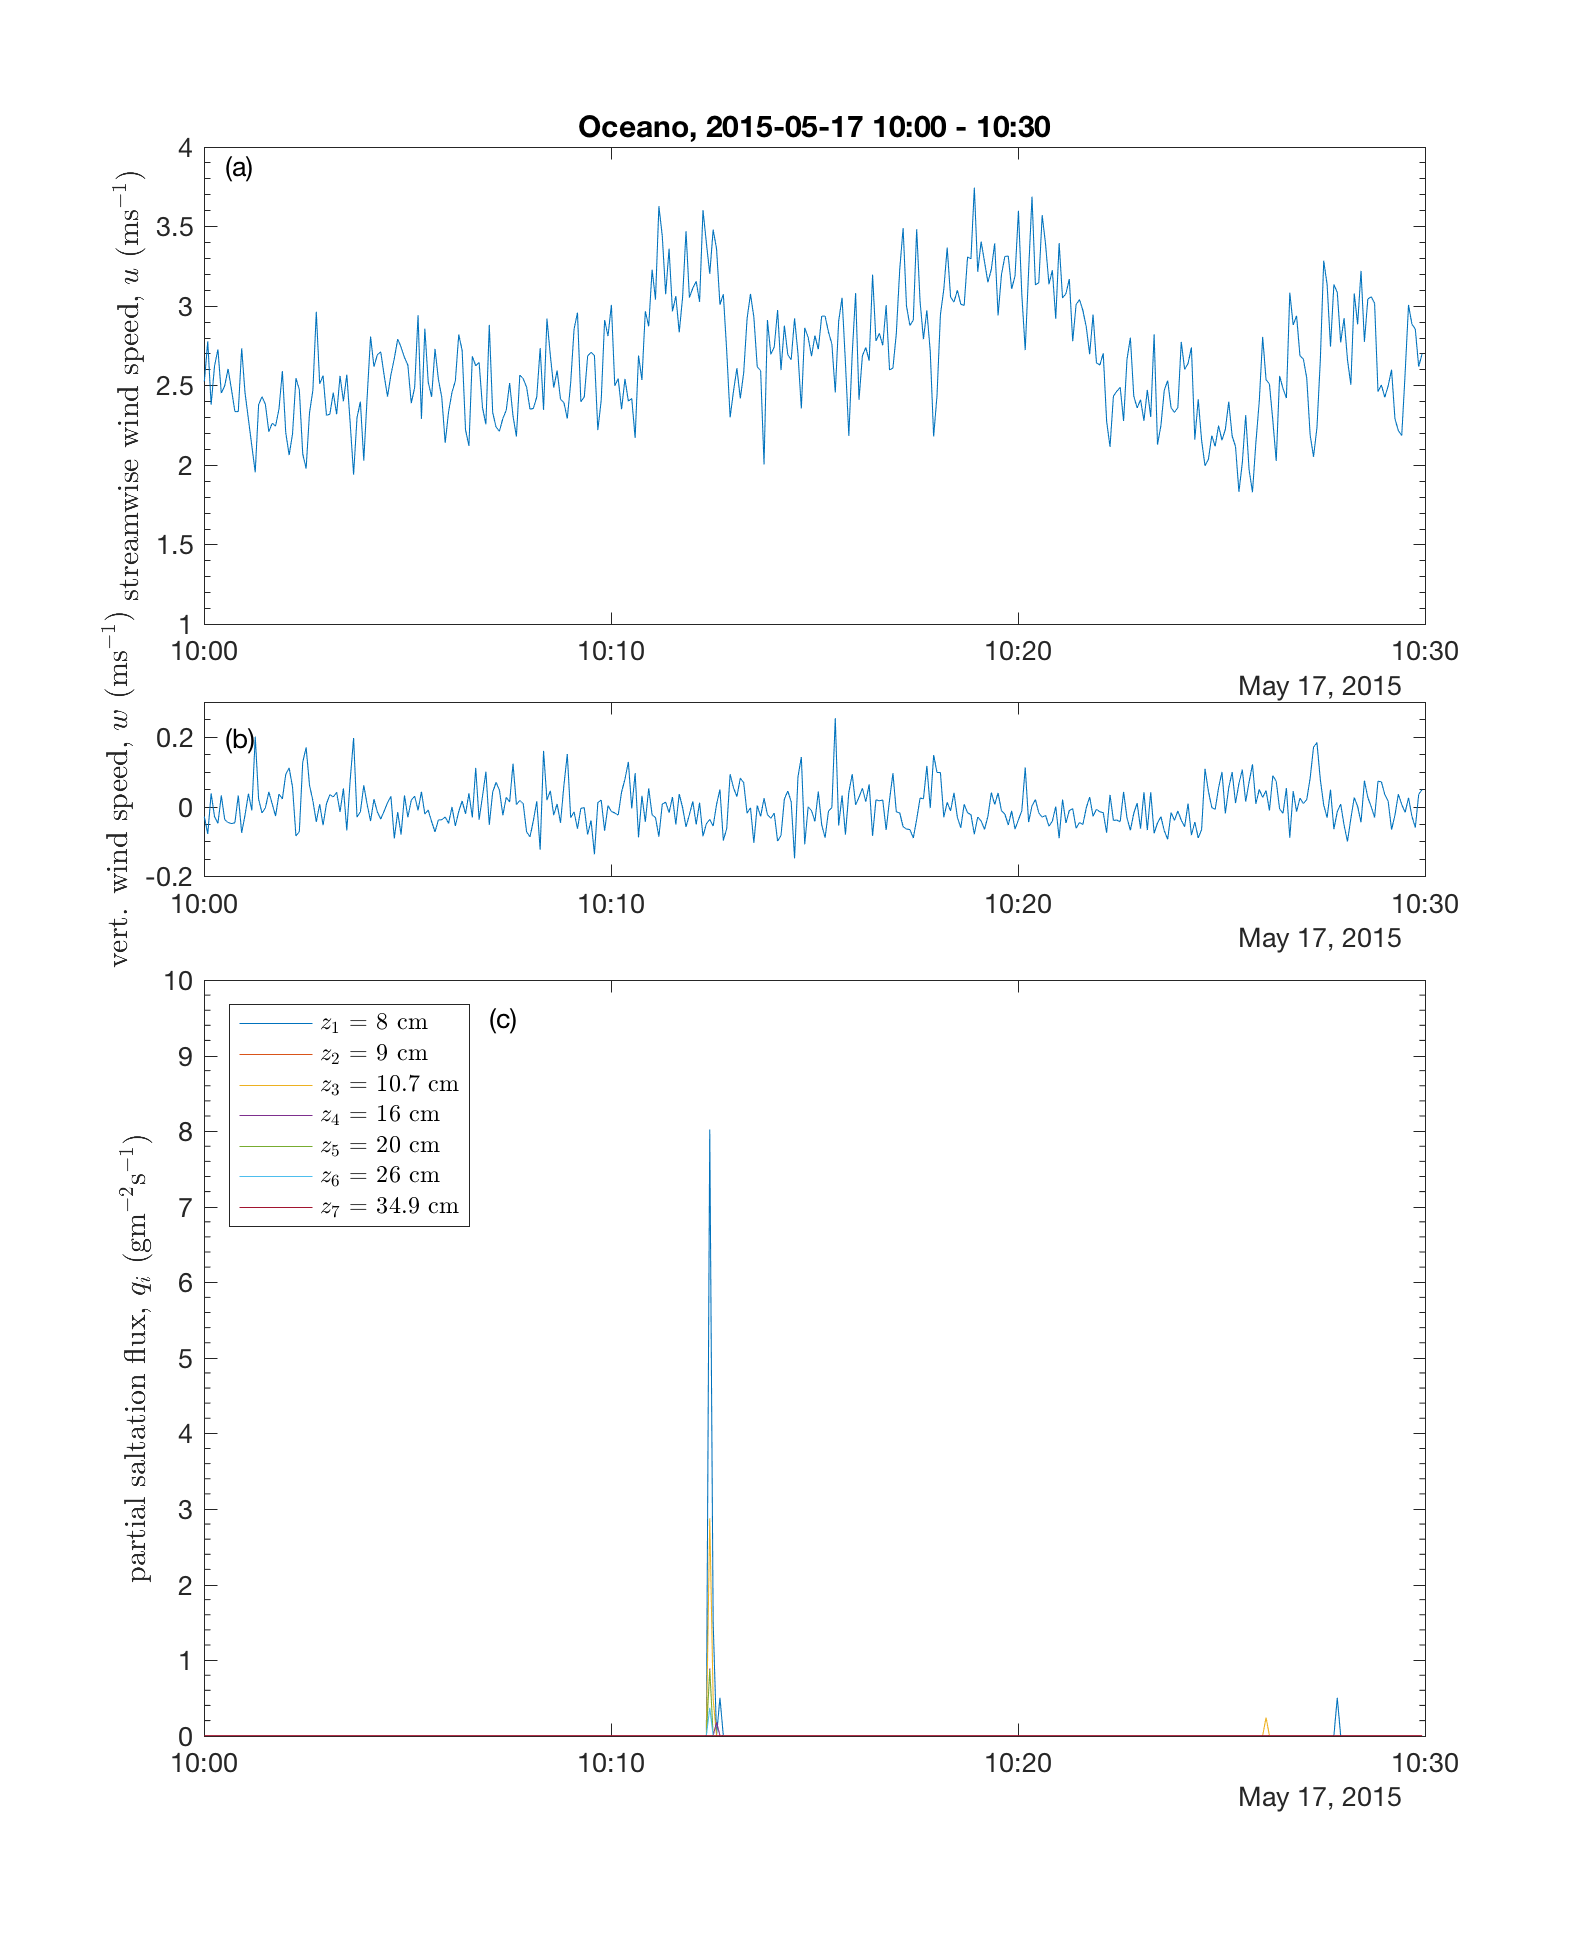 Oceano, 2015-05-17 10:00 - 10:30
(a)
streamwise wind speed, u (ms⁻¹)
4
3.5
3
2.5
2
1.5
1
10:00 10:10 10:20 10:30
May 17, 2015
(b)
vert. wind speed, w (ms⁻¹)
0.2
0
-0.2
10:00 10:10 10:20 10:30
May 17, 2015
(c)
partial saltation flux, qᵢ (gm⁻²s⁻¹)
10
9
8
7
6
5
4
3
2
1
0
z₁ = 8 cm
z₂ = 9 cm
z₃ = 10.7 cm
z₄ = 16 cm
z₅ = 20 cm
z₆ = 26 cm
z₇ = 34.9 cm
10:00 10:10 10:20 10:30
May 17, 2015